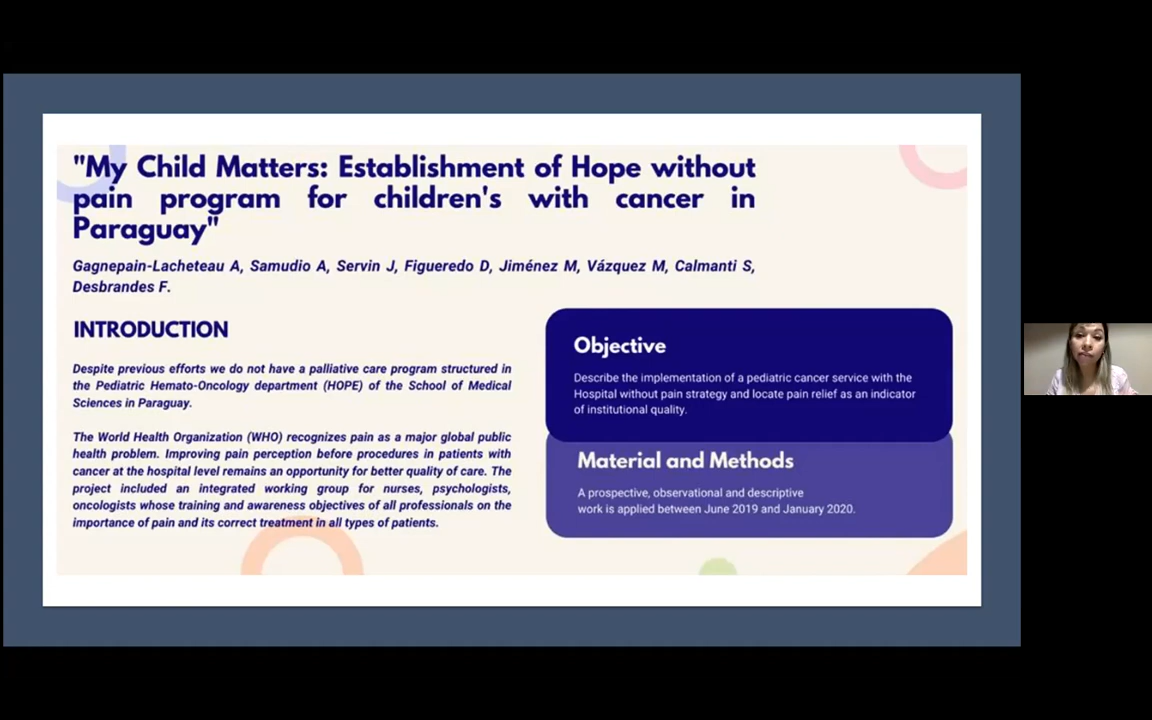 "My Child Matters: Establishment of Hope without
pain program for children's with cancer in
Paraguay"
Gagnepain-Lacheteau A, Samudio A, Servin J, Figueredo D, Jiménez M, Vázquez M, Calmanti S,
Desbrandes F.
INTRODUCTION
Despite previous efforts we do not have a palliative care program structured in
the Pediatric Hemato-Oncology department (HOPE) of the School of Medical
Sciences in Paraguay.
The World Health Organization (WHO) recognizes pain as a major global public
health problem. Improving pain perception before procedures in patients with
cancer at the hospital level remains an opportunity for better quality of care. The
project included an integrated working group for nurses, psychologists,
oncologists whose training and awareness objectives of all professionals on the
importance of pain and its correct treatment in all types of patients.
Objective
Describe the implementation of a pediatric cancer service with the
Hospital without pain strategy and locate pain relief as an indicator
of institutional quality.
Material and Methods
A prospective, observational and descriptive
work is applied between June 2019 and January 2020.